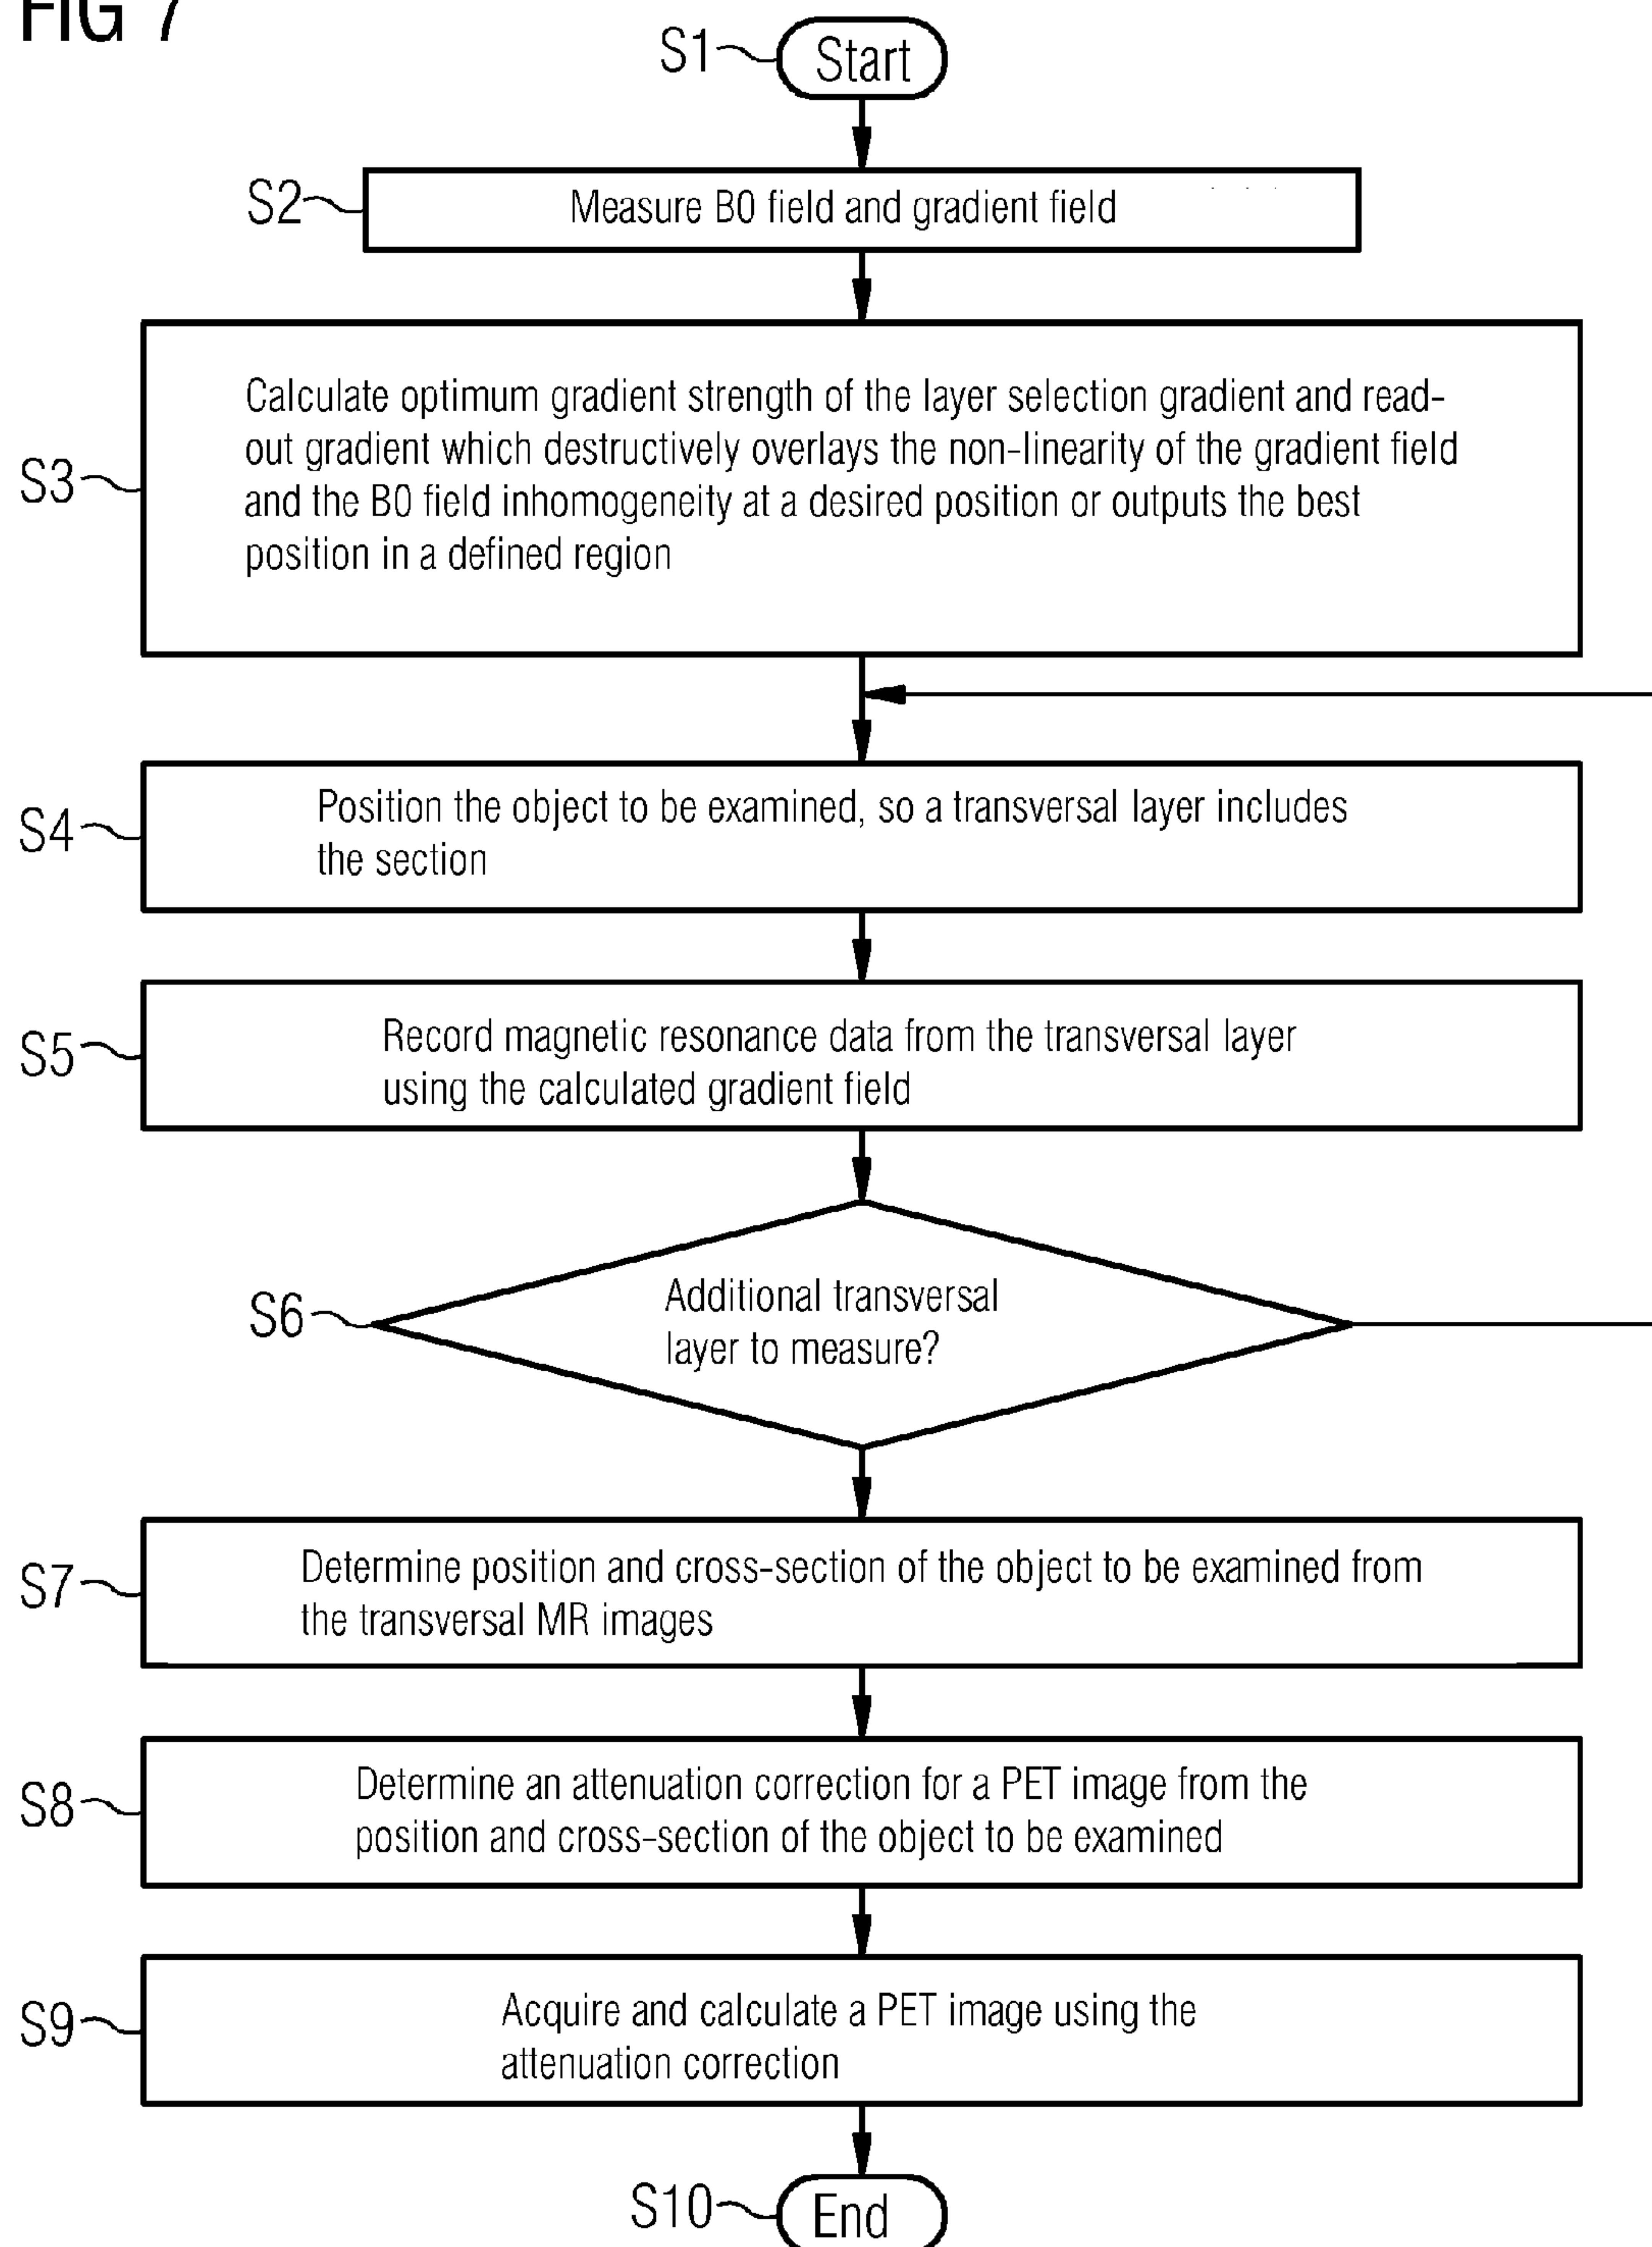 FIG 7
S1
Start
S2
Measure B0 field and gradient field
S3
Calculate optimum gradient strength of the layer selection gradient and read-
out gradient which destructively overlays the non-linearity of the gradient field
and the B0 field inhomogeneity at a desired position or outputs the best
position in a defined region
S4
Position the object to be examined, so a transversal layer includes
the section
S5
Record magnetic resonance data from the transversal layer
using the calculated gradient field
S6
Additional transversal
layer to measure?
S7
Determine position and cross-section of the object to be examined from
the transversal MR images
S8
Determine an attenuation correction for a PET image from the
position and cross-section of the object to be examined
S9
Acquire and calculate a PET image using the
attenuation correction
S10
End